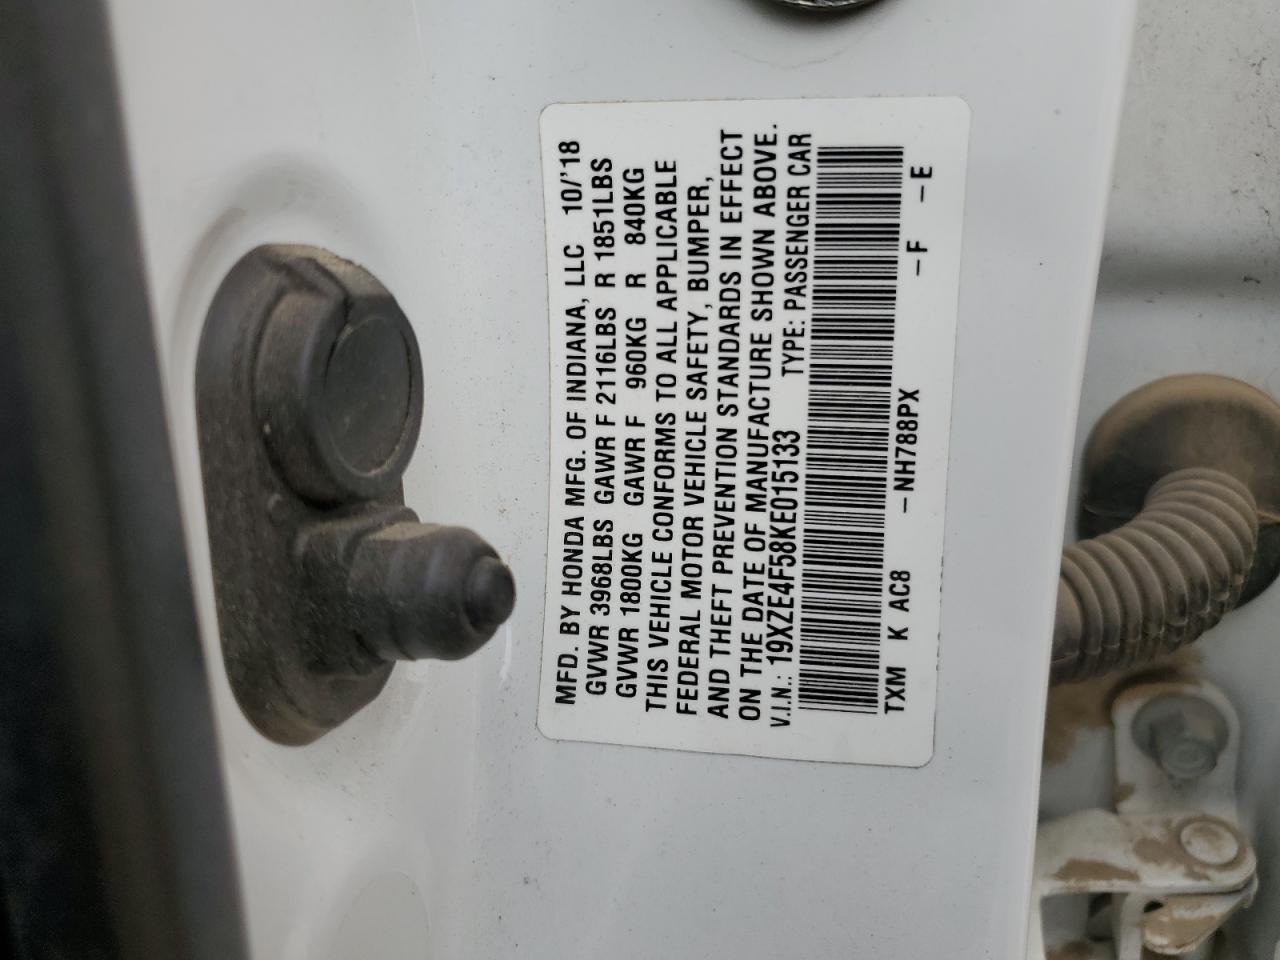 MFD. BY HONDA MFG. OF INDIANA, LLC 10/'18
GVWR 3968LBS GAWR F 2116LBS R 1851LBS
GVWR 1800KG GAWR F 960KG R 840KG
THIS VEHICLE CONFORMS TO ALL APPLICABLE
FEDERAL MOTOR VEHICLE SAFETY, BUMPER,
AND THEFT PREVENTION STANDARDS IN EFFECT
ON THE DATE OF MANUFACTURE SHOWN ABOVE.
V.I.N.: 19XZE4F58KE015133 TYPE: PASSENGER CAR
TXM K AC8 –NH788PX –F –E